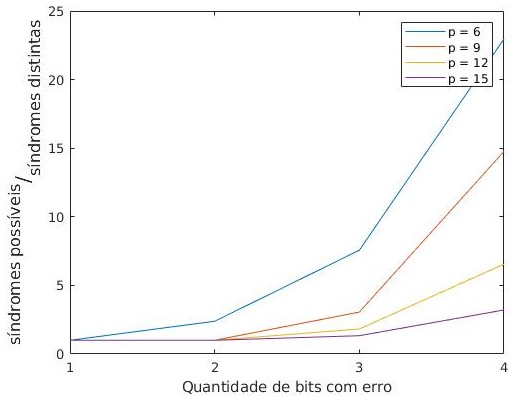 25
20
15
10
5
0
síndromes possíveis/síndromes distintas
p = 6
p = 9
p = 12
p = 15
1
2
3
4
Quantidade de bits com erro